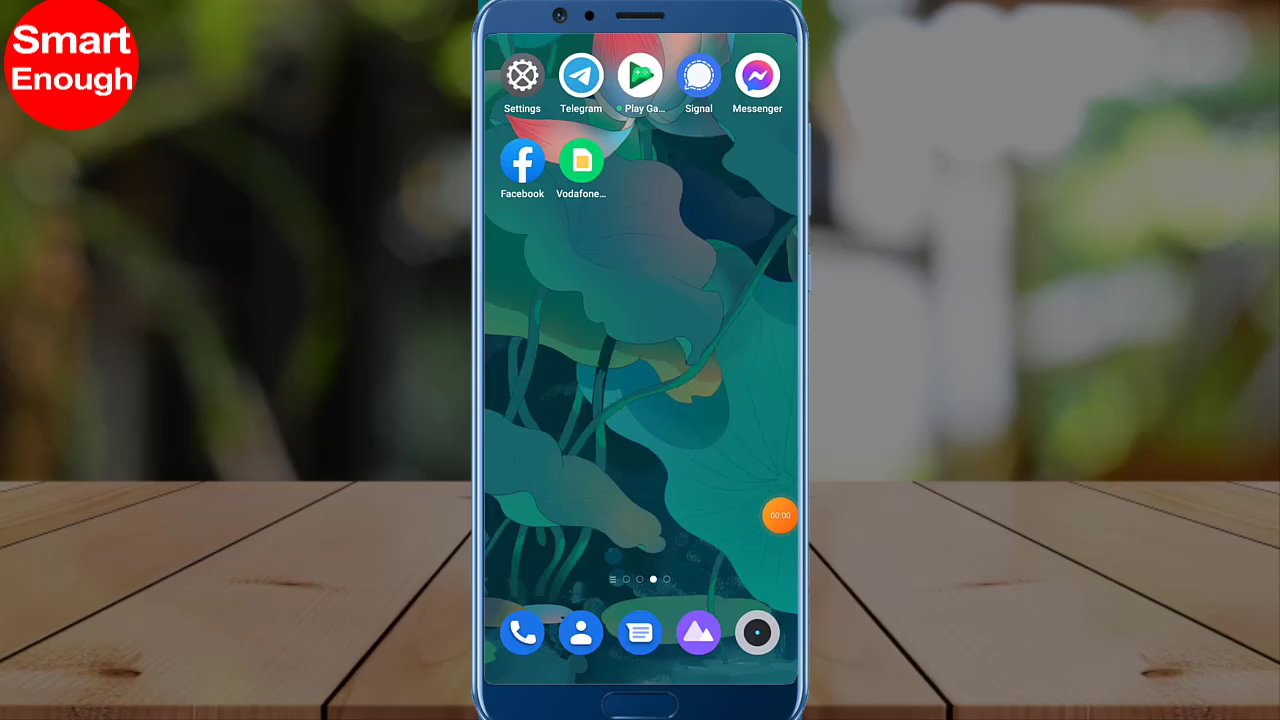 Smart
Enough
Settings
Telegram
Play Ga...
Signal
Messenger
Facebook
Vodafone...
00:00